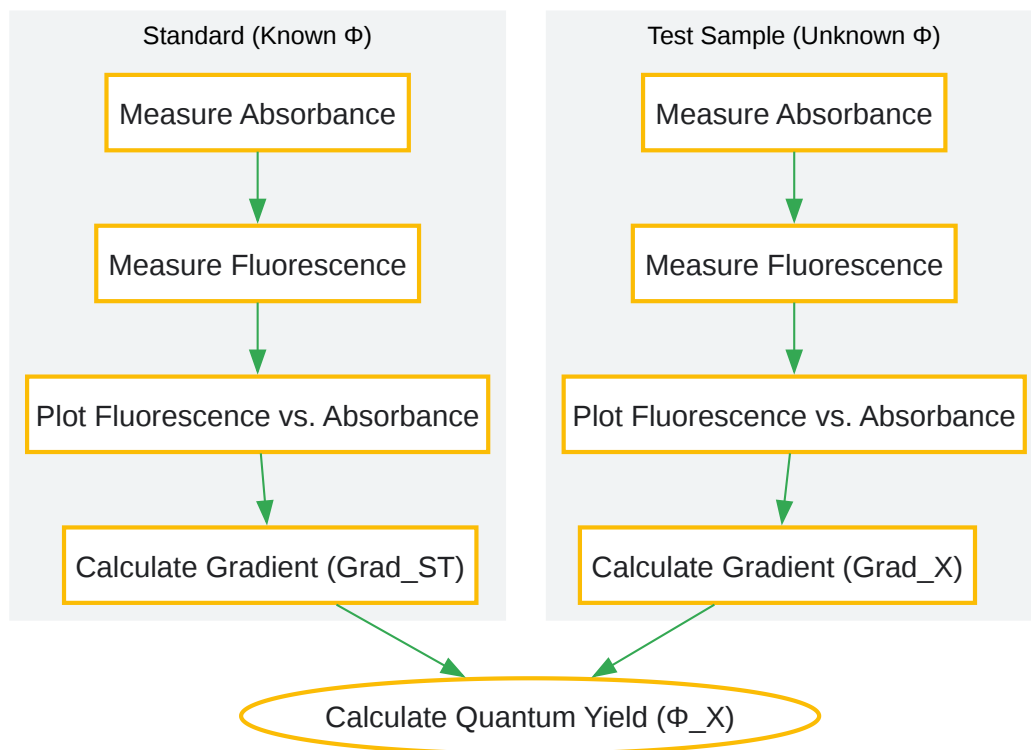 Standard (Known Φ)
Measure Absorbance
Measure Fluorescence
Plot Fluorescence vs. Absorbance
Calculate Gradient (Grad_ST)
Test Sample (Unknown Φ)
Measure Absorbance
Measure Fluorescence
Plot Fluorescence vs. Absorbance
Calculate Gradient (Grad_X)
Calculate Quantum Yield (Φ_X)